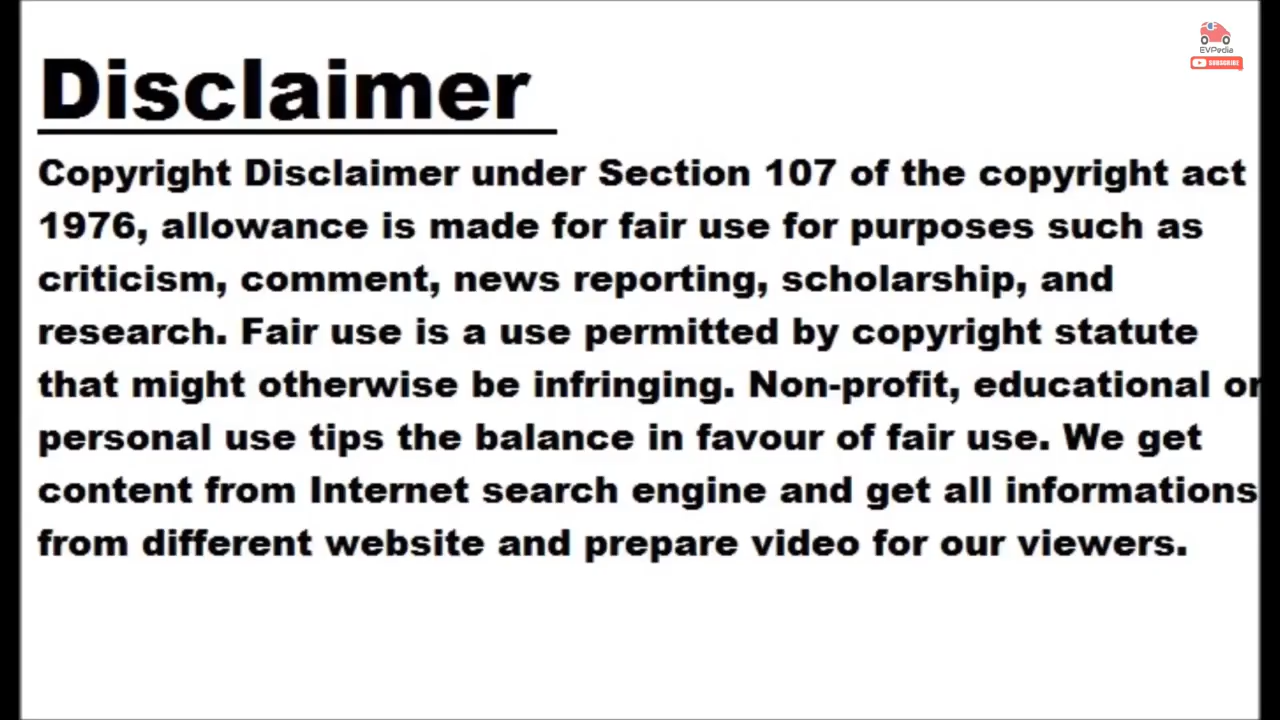 EVPedia
SUBSCRIBE
Disclaimer
Copyright Disclaimer under Section 107 of the copyright act
1976, allowance is made for fair use for purposes such as
criticism, comment, news reporting, scholarship, and
research. Fair use is a use permitted by copyright statute
that might otherwise be infringing. Non-profit, educational or
personal use tips the balance in favour of fair use. We get
content from Internet search engine and get all informations
from different website and prepare video for our viewers.